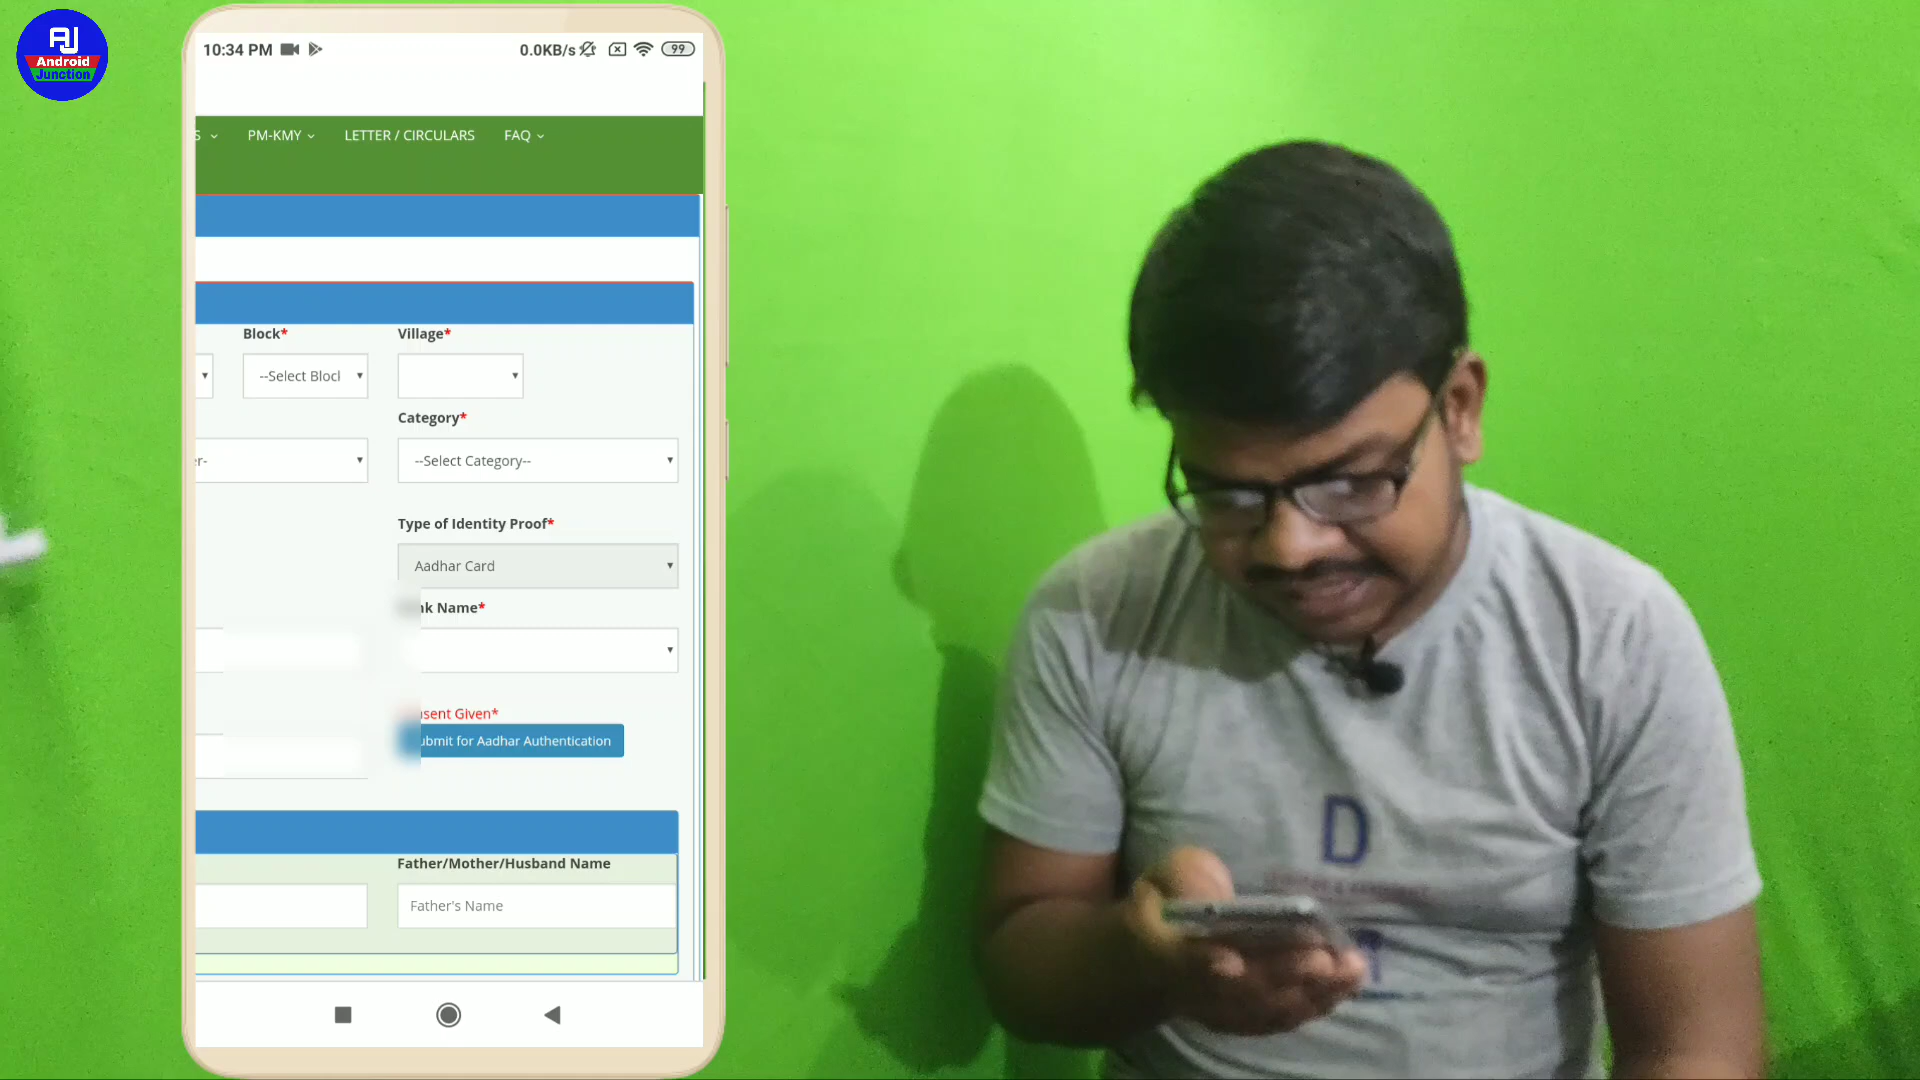 AJ
Android
Junction
10:34 PM
0.0KB/s
99
S
PM-KMY
LETTER / CIRCULARS
FAQ
Block*
Village*
--Select Blocl
Category*
r-
--Select Category--
Type of Identity Proof*
Aadhar Card
nk Name*
sent Given*
ubmit for Aadhar Authentication
Father/Mother/Husband Name
Father's Name
D